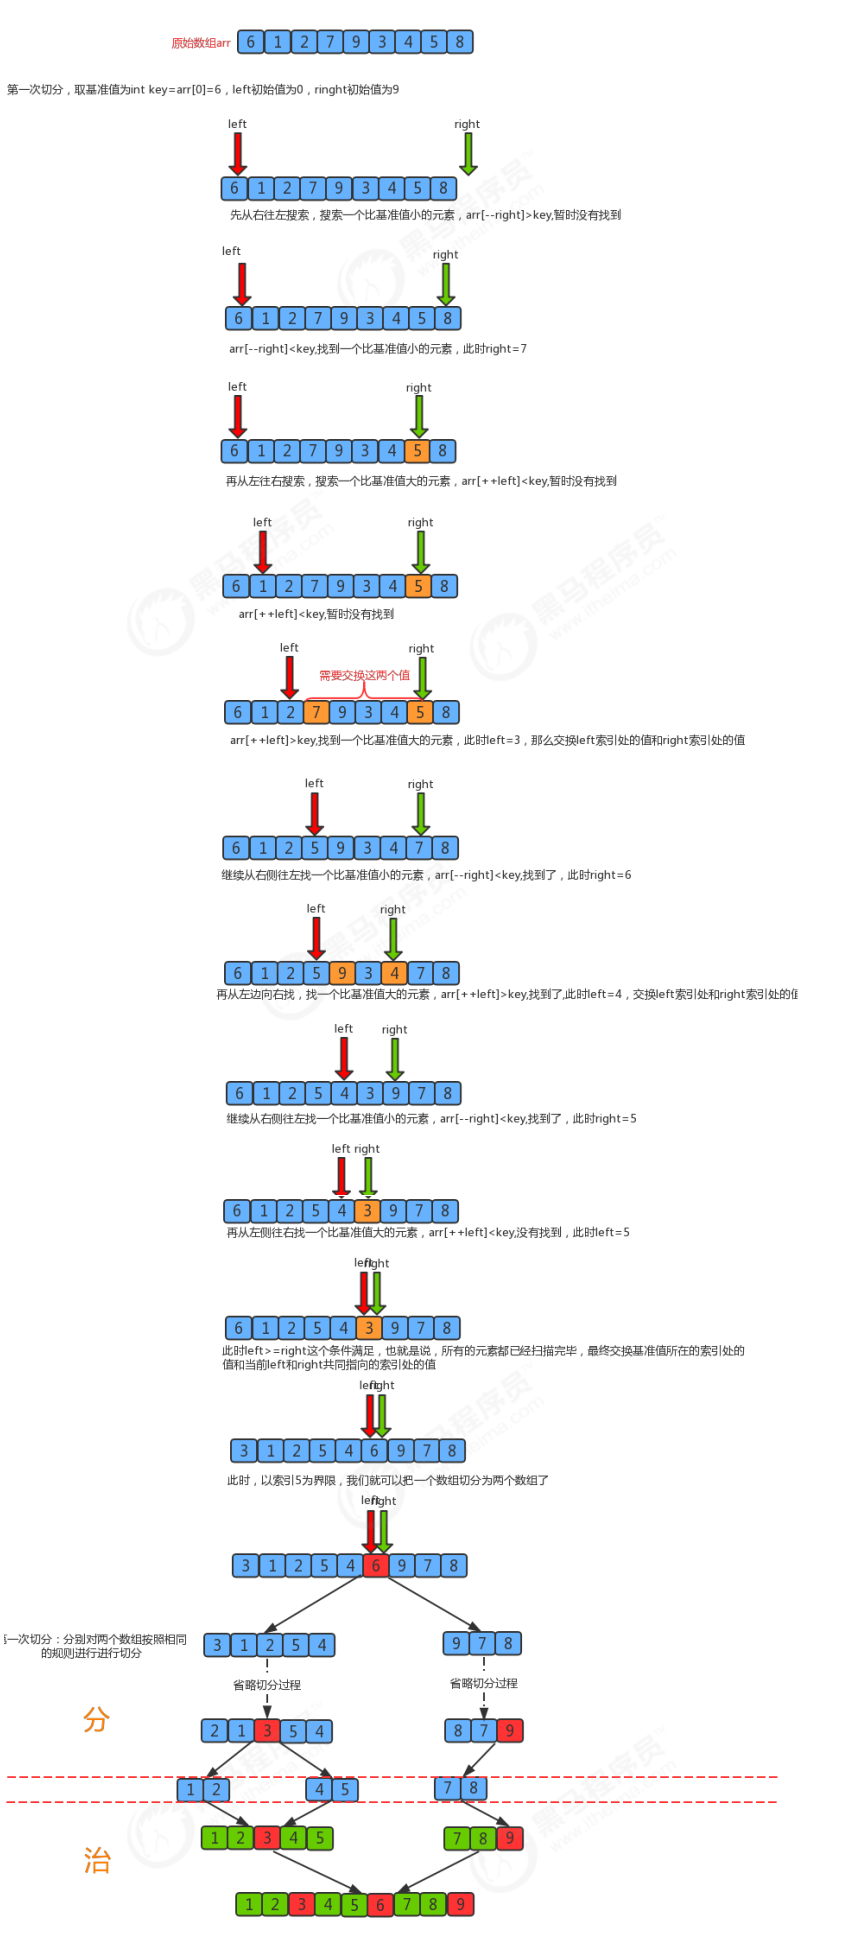 原始数组arr
6 1 2 7 9 3 4 5 8
第一次切分，取基准值为int key=arr[0]=6，left初始值为0，ringht初始值为9
left right
6 1 2 7 9 3 4 5 8
先从右往左搜索，搜索一个比基准值小的元素，arr[--right]>key,暂时没有找到
left right
6 1 2 7 9 3 4 5 8
arr[--right]<key,找到一个比基准值小的元素，此时right=7
left right
6 1 2 7 9 3 4 5 8
再从左往右搜索，搜索一个比基准值大的元素，arr[++left]<key,暂时没有找到
left right
6 1 2 7 9 3 4 5 8
arr[++left]<key,暂时没有找到
left right
需要交换这两个值
6 1 2 7 9 3 4 5 8
arr[++left]>key,找到一个比基准值大的元素，此时left=3，那么交换left索引处的值和right索引处的值
left right
6 1 2 5 9 3 4 7 8
继续从右侧往左找一个比基准值小的元素，arr[--right]<key,找到了，此时right=6
left right
6 1 2 5 9 3 4 7 8
再从左边向右找，找一个比基准值大的元素，arr[++left]>key,找到了,此时left=4，交换left索引处和right索引处的值
left right
6 1 2 5 4 3 9 7 8
继续从右侧往左找一个比基准值小的元素，arr[--right]<key,找到了，此时right=5
left right
6 1 2 5 4 3 9 7 8
再从左侧往右找一个比基准值大的元素，arr[++left]<key,没有找到，此时left=5
left right
6 1 2 5 4 3 9 7 8
此时left>=right这个条件满足，也就是说，所有的元素都已经扫描完毕，最终交换基准值所在的索引处的
值和当前left和right共同指向的索引处的值
left right
3 1 2 5 4 6 9 7 8
此时，以索引5为界限，我们就可以把一个数组切分为两个数组了
left right
3 1 2 5 4 6 9 7 8
一次切分：分别对两个数组按照相同
的规则进行进行切分
3 1 2 5 4 9 7 8
省略切分过程 省略切分过程
分
2 1 3 5 4 8 7 9
1 2 4 5 7 8
治
1 2 3 4 5 7 8 9
1 2 3 4 5 6 7 8 9
黑马程序员
www.itheima.com